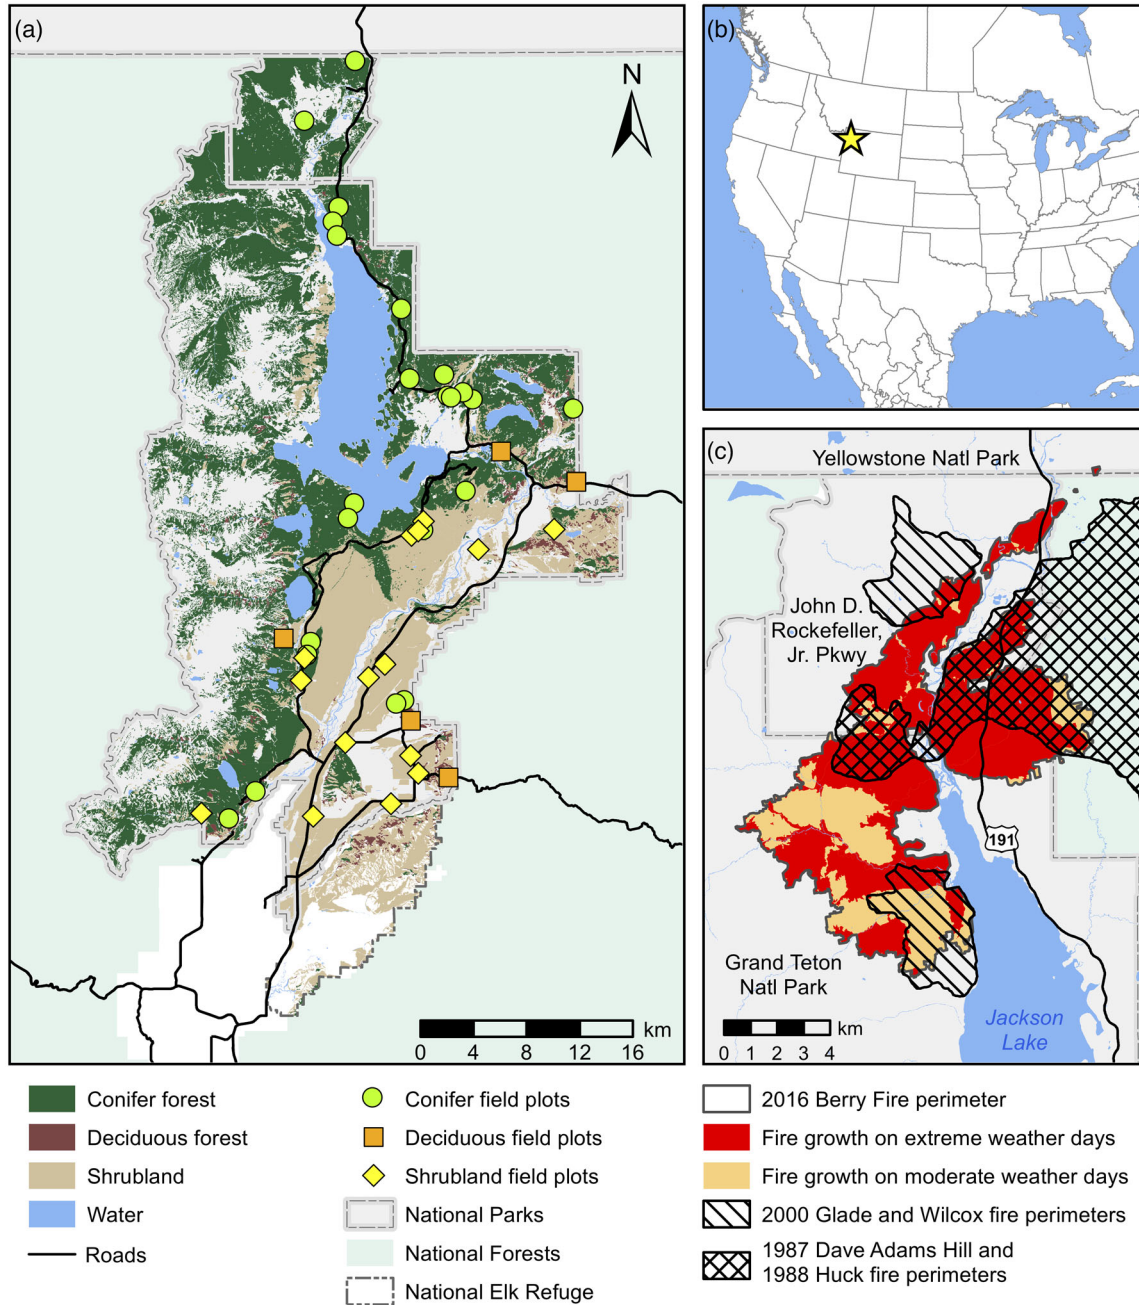 (a)
N
km
0 4 8 12 16
(b)
(c)
Yellowstone Natl Park
John D.
Rockefeller,
Jr. Pkwy
191
Grand Teton
Natl Park
km
0 1 2 3 4
Jackson
Lake
Conifer forest
Deciduous forest
Shrubland
Water
Roads
Conifer field plots
Deciduous field plots
Shrubland field plots
National Parks
National Forests
National Elk Refuge
2016 Berry Fire perimeter
Fire growth on extreme weather days
Fire growth on moderate weather days
2000 Glade and Wilcox fire perimeters
1987 Dave Adams Hill and
1988 Huck fire perimeters